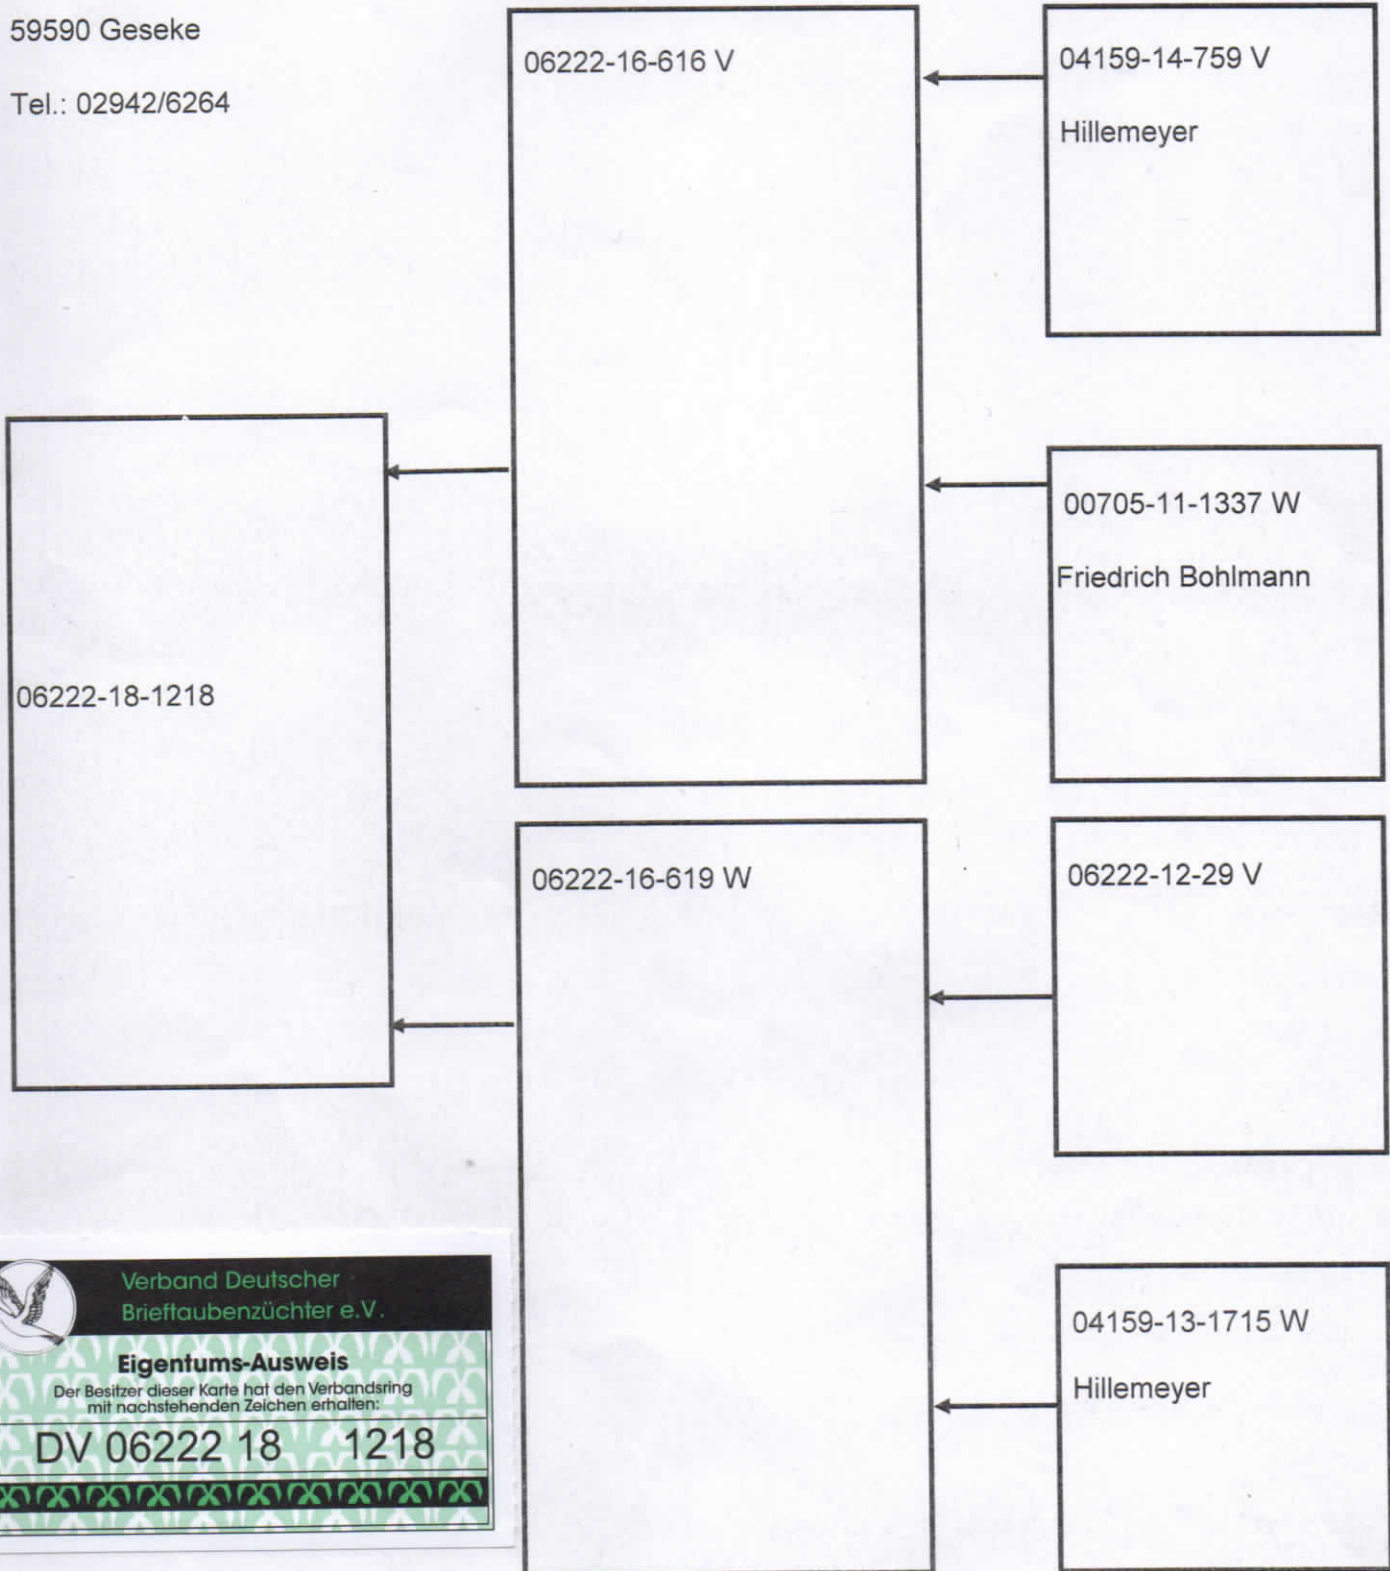 59590 Geseke
Tel.: 02942/6264
06222-16-616 V
04159-14-759 V
Hillemeyer
00705-11-1337 W
Friedrich Bohlmann
06222-18-1218
06222-16-619 W
06222-12-29 V
04159-13-1715 W
Hillemeyer
Verband Deutscher
Brieftaubenzüchter e.V.
Eigentums-Ausweis
Der Besitzer dieser Karte hat den Verbandsring
mit nachstehenden Zeichen erhalten:
DV 06222 18 1218